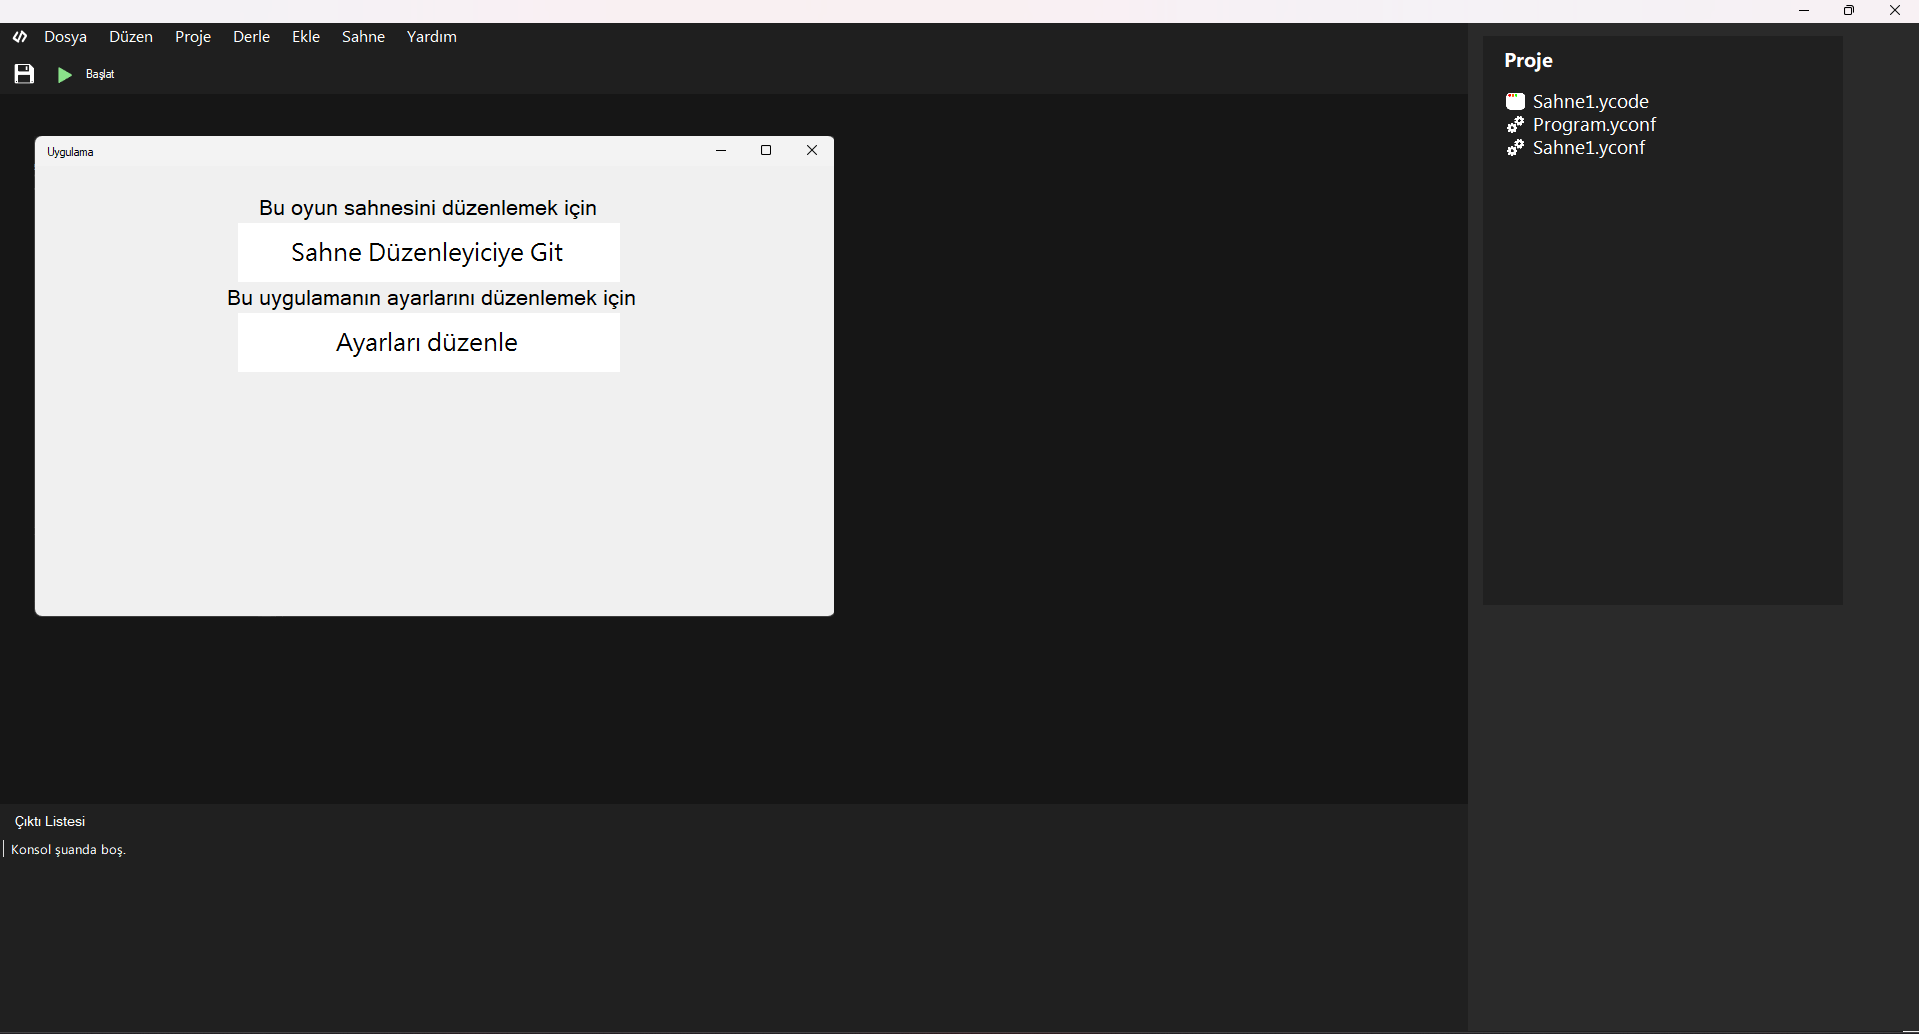 Dosya Düzen Proje Derle Ekle Sahne Yardım
Başlat
Uygulama
Bu oyun sahnesini düzenlemek için
Sahne Düzenleyiciye Git
Bu uygulamanın ayarlarını düzenlemek için
Ayarları düzenle
Çıktı Listesi
Konsol şuanda boş.
Proje
Sahne1.ycode
Program.yconf
Sahne1.yconf